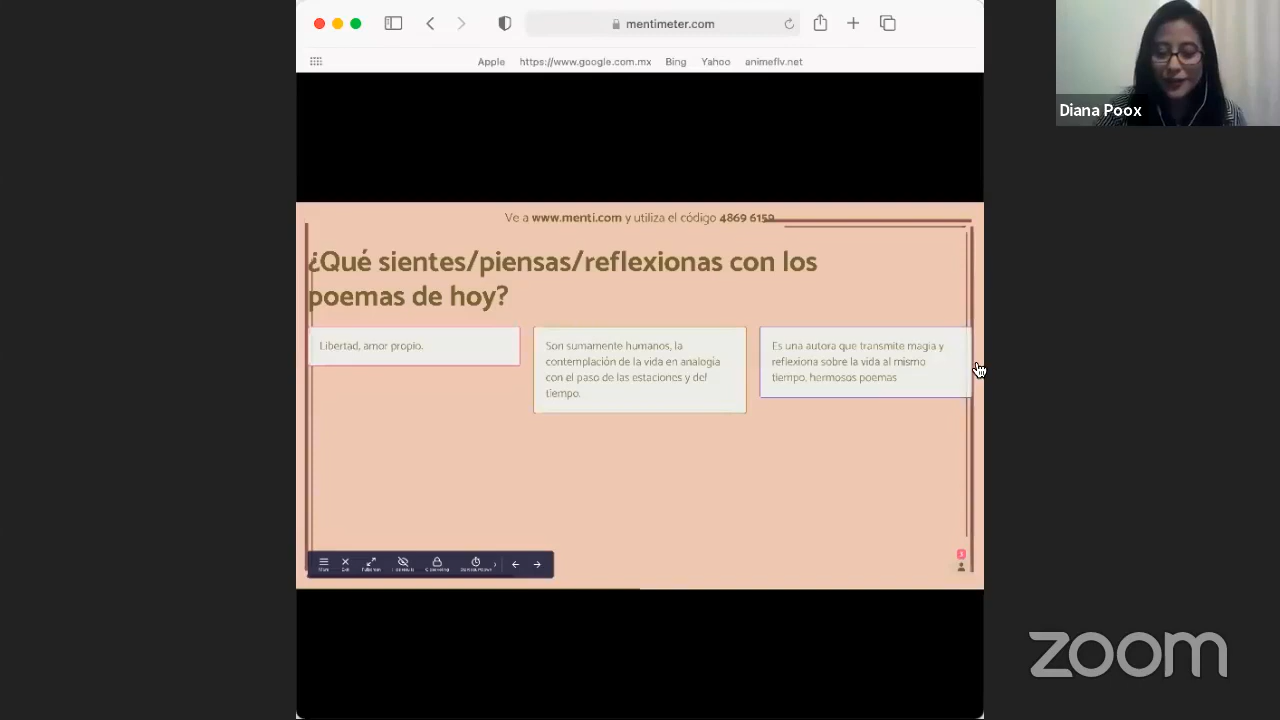 mentimeter.com
Apple https://www.google.com.mx Bing Yahoo animeflv.net
Diana Poox
Ve a www.menti.com y utiliza el código 4869 6159
¿Qué sientes/piensas/reflexionas con los
poemas de hoy?
Libertad, amor propio.
Son sumamente humanos, la
contemplación de la vida en analogía
con el paso de las estaciones y del
tiempo.
Es una autora que transmite magia y
reflexiona sobre la vida al mismo
tiempo, hermosos poemas
zoom